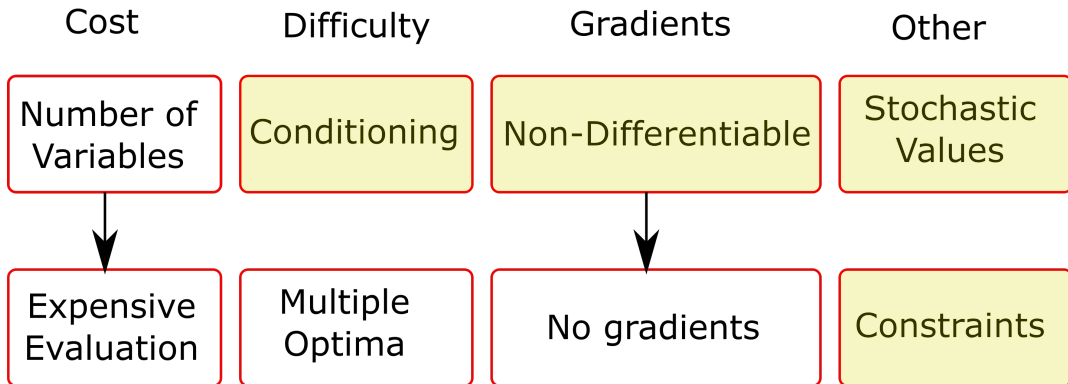 Cost
Difficulty
Gradients
Other
Number of
Variables
Conditioning
Non-Differentiable
Stochastic
Values
Expensive
Evaluation
Multiple
Optima
No gradients
Constraints